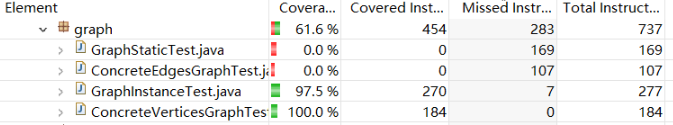 Element Covera... Covered Inst... Missed Instr... Total Instruct...
graph 61.6 % 454 283 737
GraphStaticTest.java 0.0 % 0 169 169
ConcreteEdgesGraphTest.ja 0.0 % 0 107 107
GraphInstanceTest.java 97.5 % 270 7 277
ConcreteVerticesGraphTest 100.0 % 184 0 184